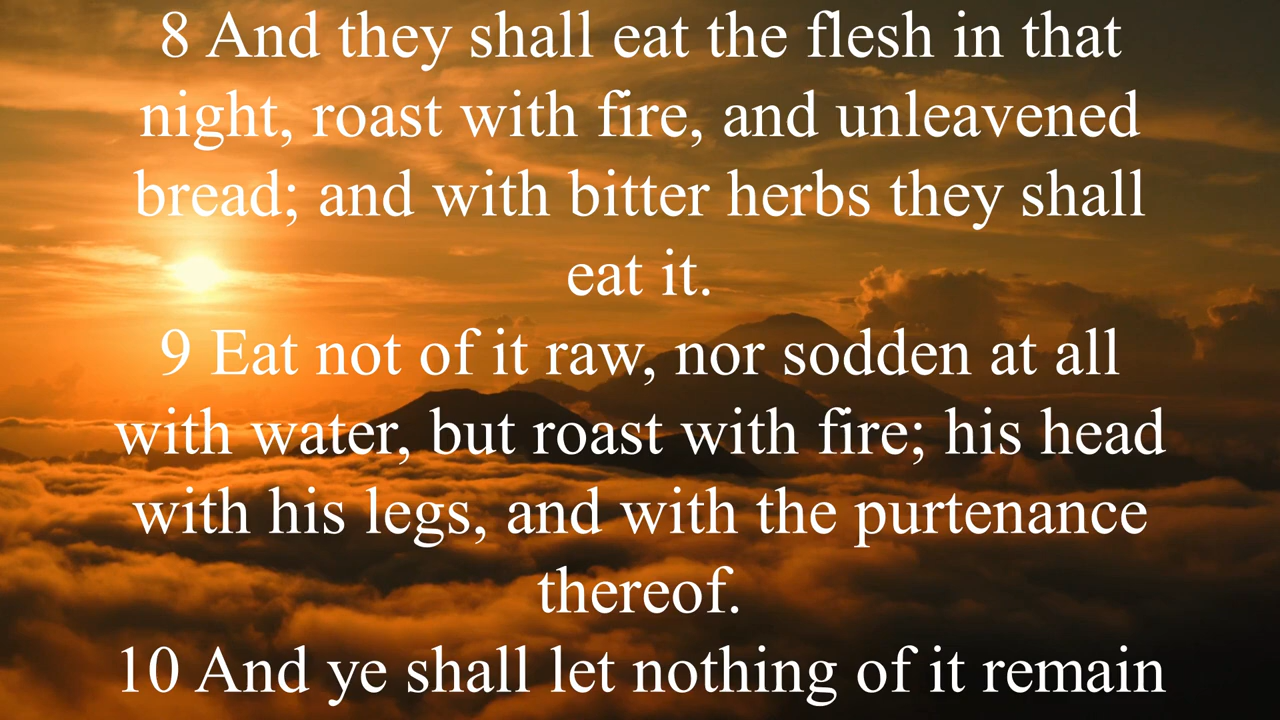 8 And they shall eat the flesh in that
night, roast with fire, and unleavened
bread; and with bitter herbs they shall
eat it.
9 Eat not of it raw, nor sodden at all
with water, but roast with fire; his head
with his legs, and with the purtenance
thereof.
10 And ye shall let nothing of it remain